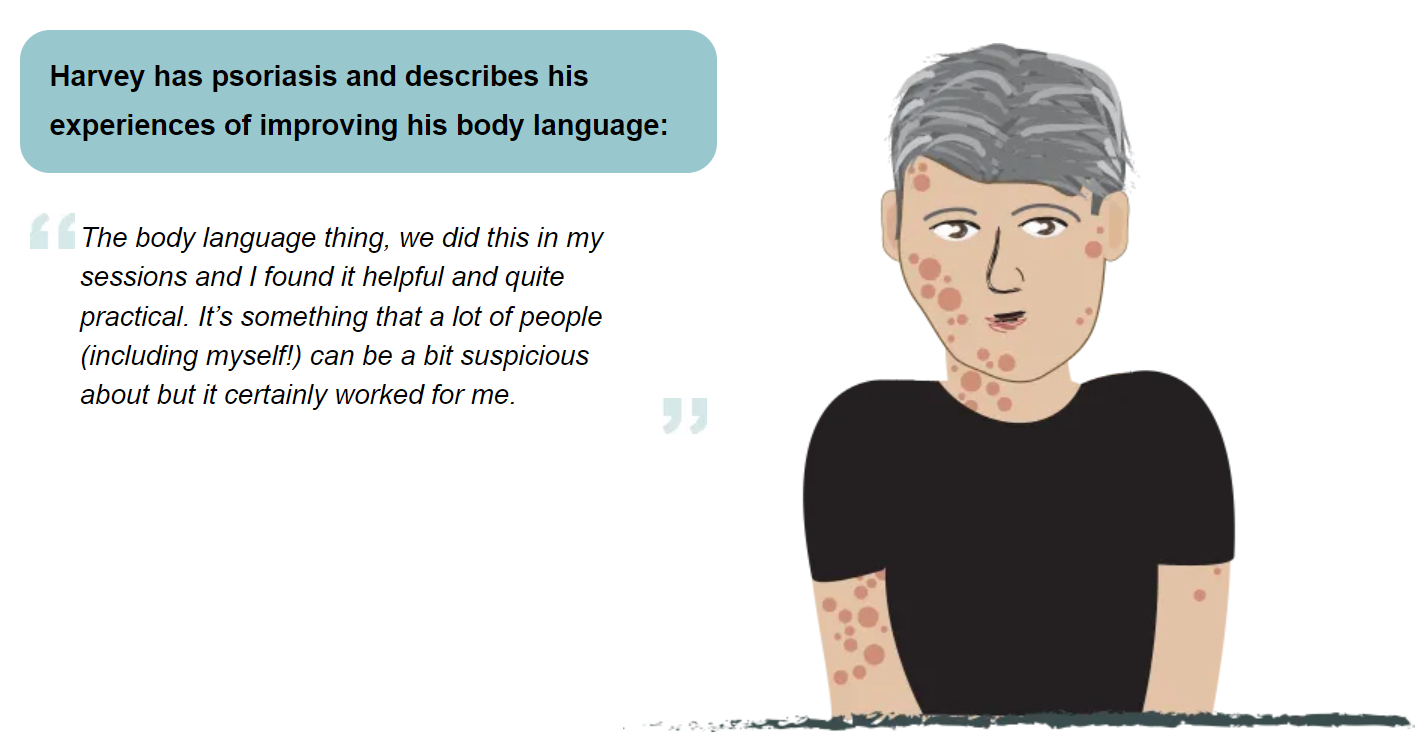 Harvey has psoriasis and describes his
experiences of improving his body language:
“The body language thing, we did this in my
sessions and I found it helpful and quite
practical. It’s something that a lot of people
(including myself!) can be a bit suspicious
about but it certainly worked for me.
”